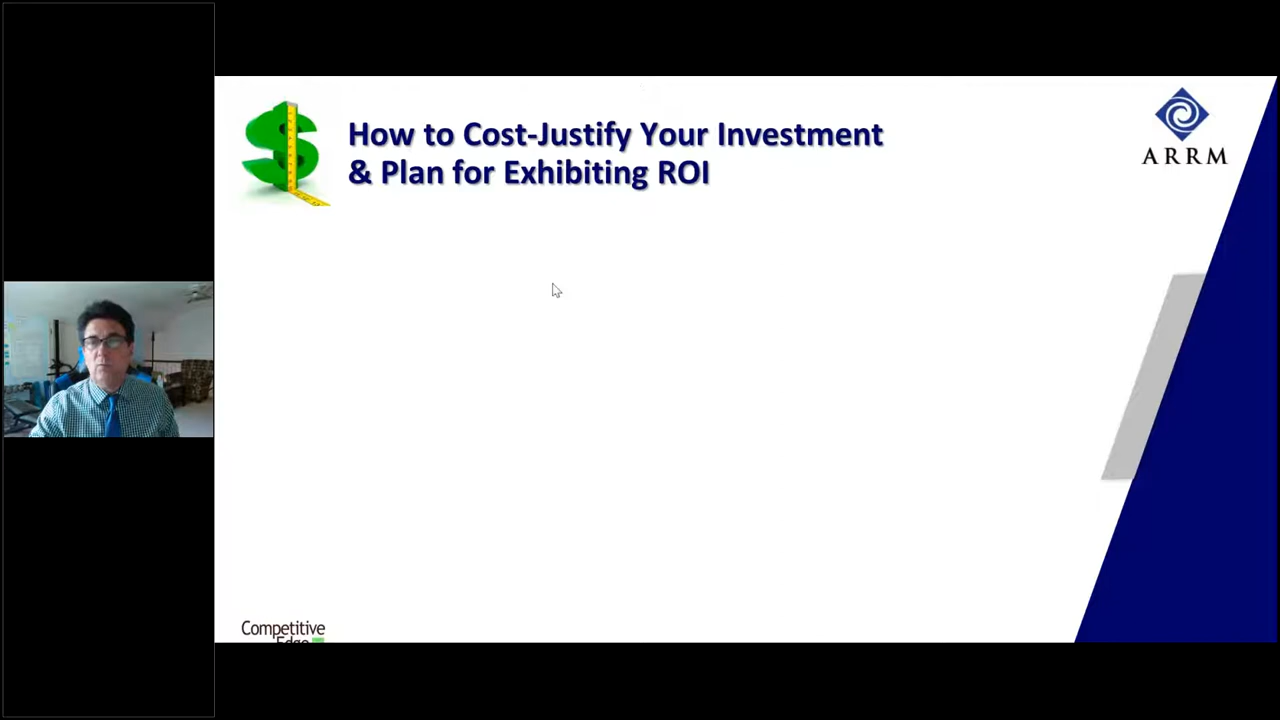 How to Cost-Justify Your Investment
& Plan for Exhibiting ROI
ARRM
Competitive
Edge